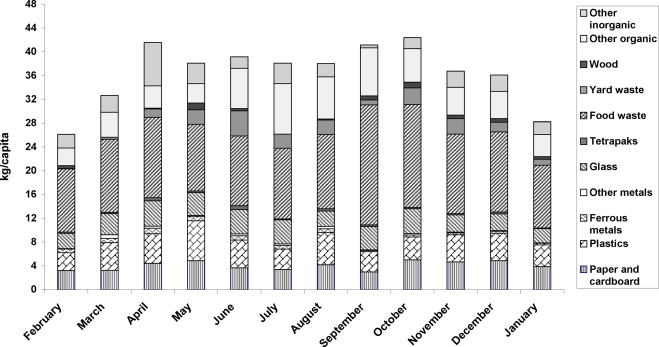 48
44
40
36
32
28
24
20
16
12
8
4
0
kg/capita
February
March
April
May
June
July
August
September
October
November
December
January
Other
inorganic
Other organic
Wood
Yard waste
Food waste
Tetrapaks
Glass
Other metals
Ferrous
metals
Plastics
Paper and
cardboard